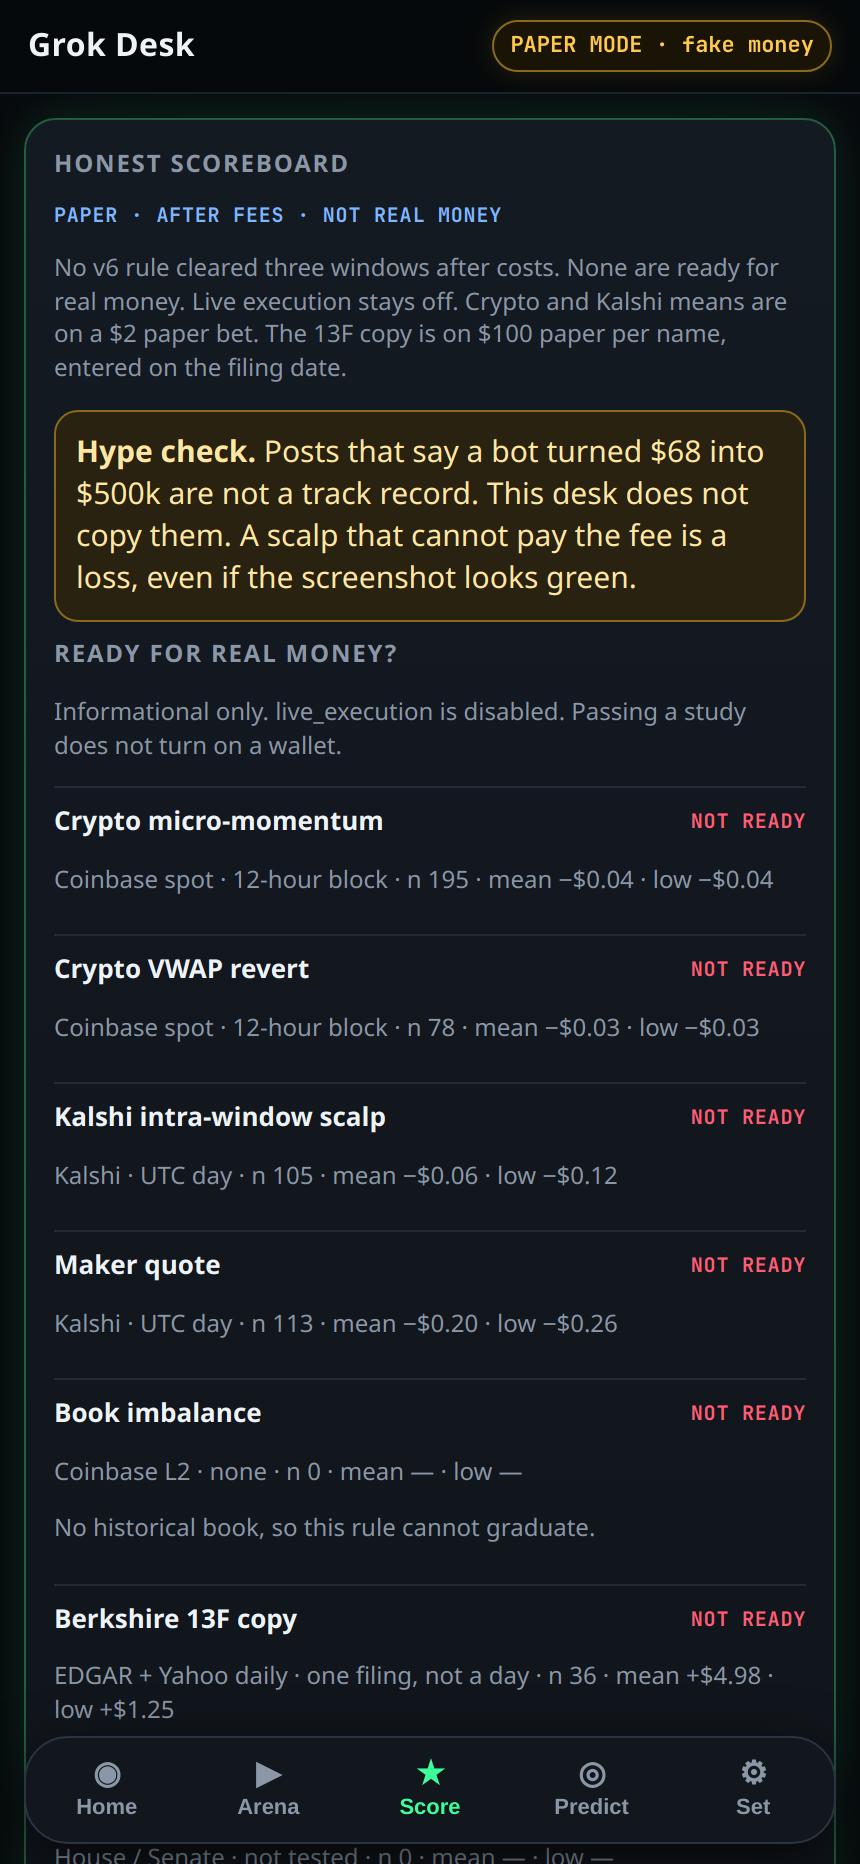 Grok Desk
PAPER MODE · fake money
HONEST SCOREBOARD
PAPER · AFTER FEES · NOT REAL MONEY
No v6 rule cleared three windows after costs. None are ready for
real money. Live execution stays off. Crypto and Kalshi means are
on a $2 paper bet. The 13F copy is on $100 paper per name,
entered on the filing date.
Hype check. Posts that say a bot turned $68 into
$500k are not a track record. This desk does not
copy them. A scalp that cannot pay the fee is a
loss, even if the screenshot looks green.
READY FOR REAL MONEY?
Informational only. live_execution is disabled. Passing a study
does not turn on a wallet.
Crypto micro-momentum NOT READY
Coinbase spot · 12-hour block · n 195 · mean −$0.04 · low −$0.04
Crypto VWAP revert NOT READY
Coinbase spot · 12-hour block · n 78 · mean −$0.03 · low −$0.03
Kalshi intra-window scalp NOT READY
Kalshi · UTC day · n 105 · mean −$0.06 · low −$0.12
Maker quote NOT READY
Kalshi · UTC day · n 113 · mean −$0.20 · low −$0.26
Book imbalance NOT READY
Coinbase L2 · none · n 0 · mean — · low —
No historical book, so this rule cannot graduate.
Berkshire 13F copy NOT READY
EDGAR + Yahoo daily · one filing, not a day · n 36 · mean +$4.98 ·
low +$1.25
Home Arena Score Predict Set
House / Senate · not tested · n 0 · mean — · low —